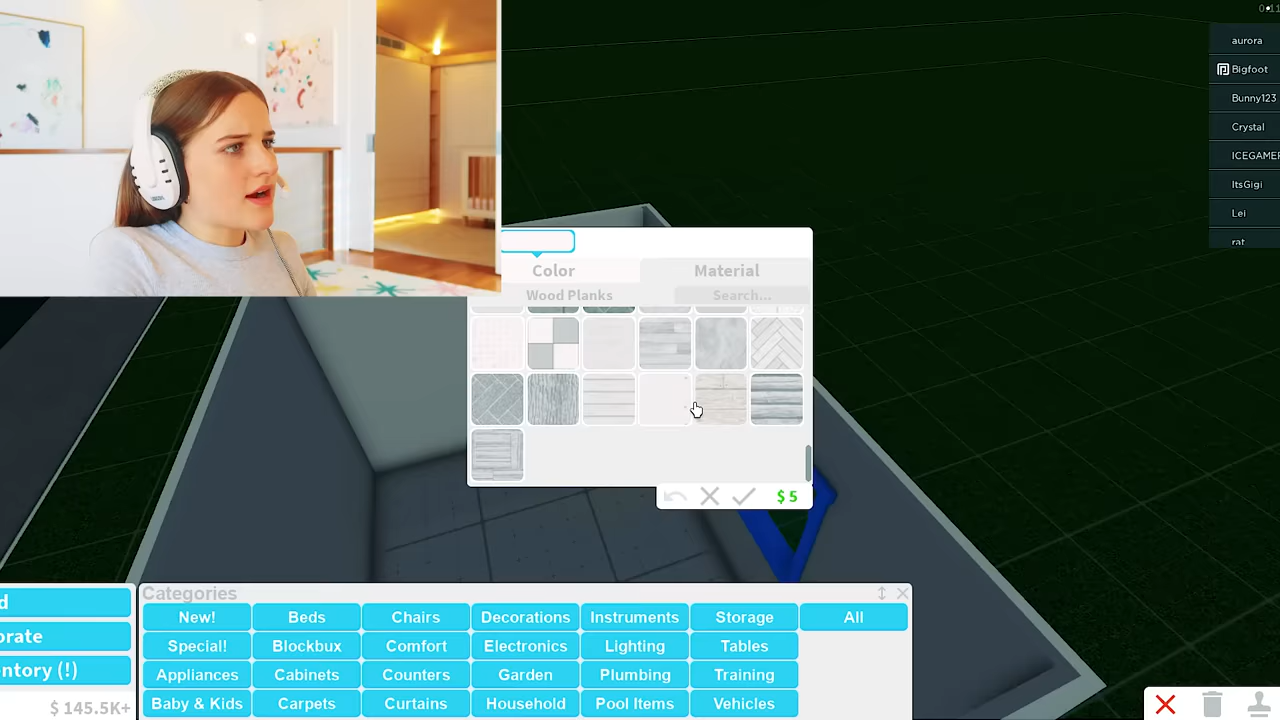 aurora
Bigfoot
Bunny123
Crystal
ICEGAMER
ItsGigi
Lei
rat
Color
Material
Wood Planks
Search...
$ 5
Categories
New!
Beds
Chairs
Decorations
Instruments
Storage
All
Special!
Blockbux
Comfort
Electronics
Lighting
Tables
Appliances
Cabinets
Counters
Garden
Plumbing
Training
Baby & Kids
Carpets
Curtains
Household
Pool Items
Vehicles
d
orate
entory (!)
$ 145.5K+